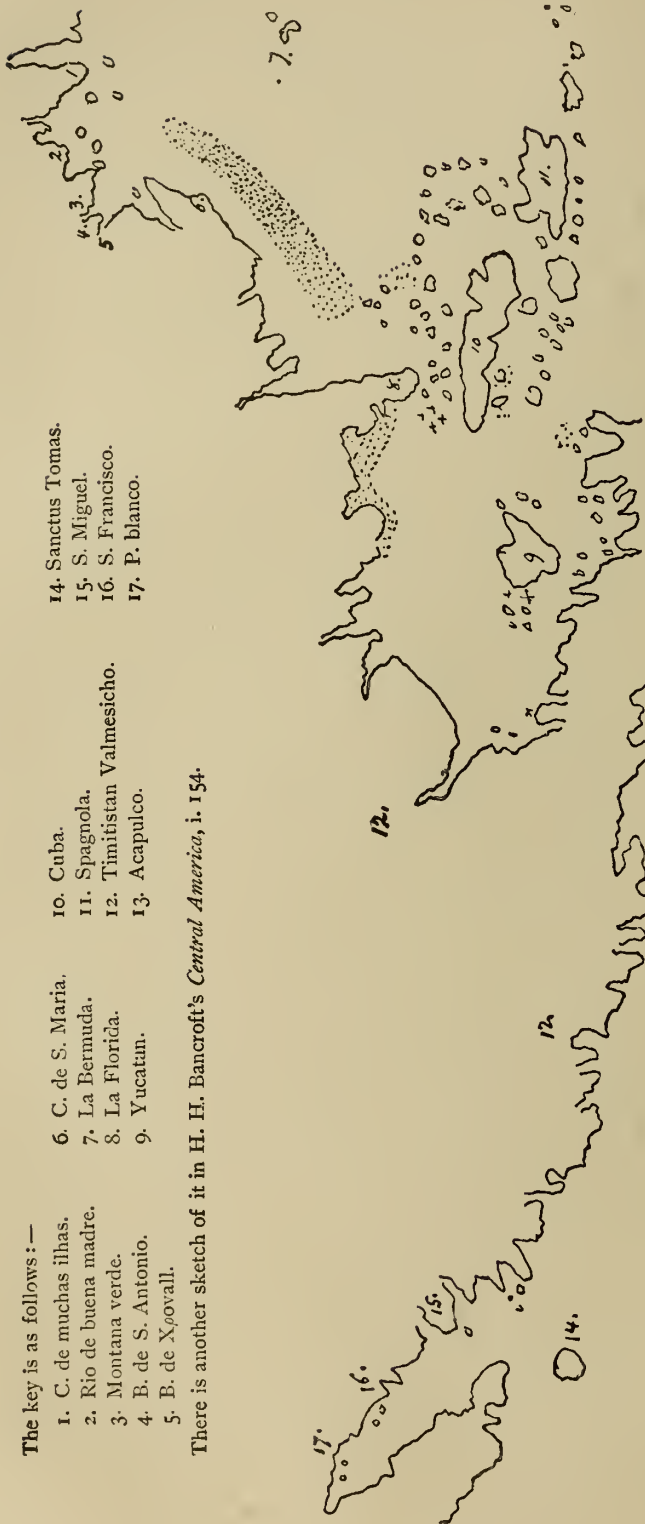 The key is as follows:—
1. C. de muchas ilhas.
2. Rio de buena madre.
3. Montana verde.
4. B. de S. Antonio.
5. B. de Xρovall.
6. C. de S. Maria.
7. La Bermuda.
8. La Florida.
9. Yucatan.
10. Cuba.
11. Spagnola.
12. Timitistan Valmesicho.
13. Acapulco.
14. Sanctus Tomas.
15. S. Miguel.
16. S. Francisco.
17. P. blanco.
There is another sketch of it in H. H. Bancroft's Central America, i. 154.
1.
2.
3.
4.
5
6.
7.
8.
9
10
11.
12.
12.
14.
15.
16.
17.